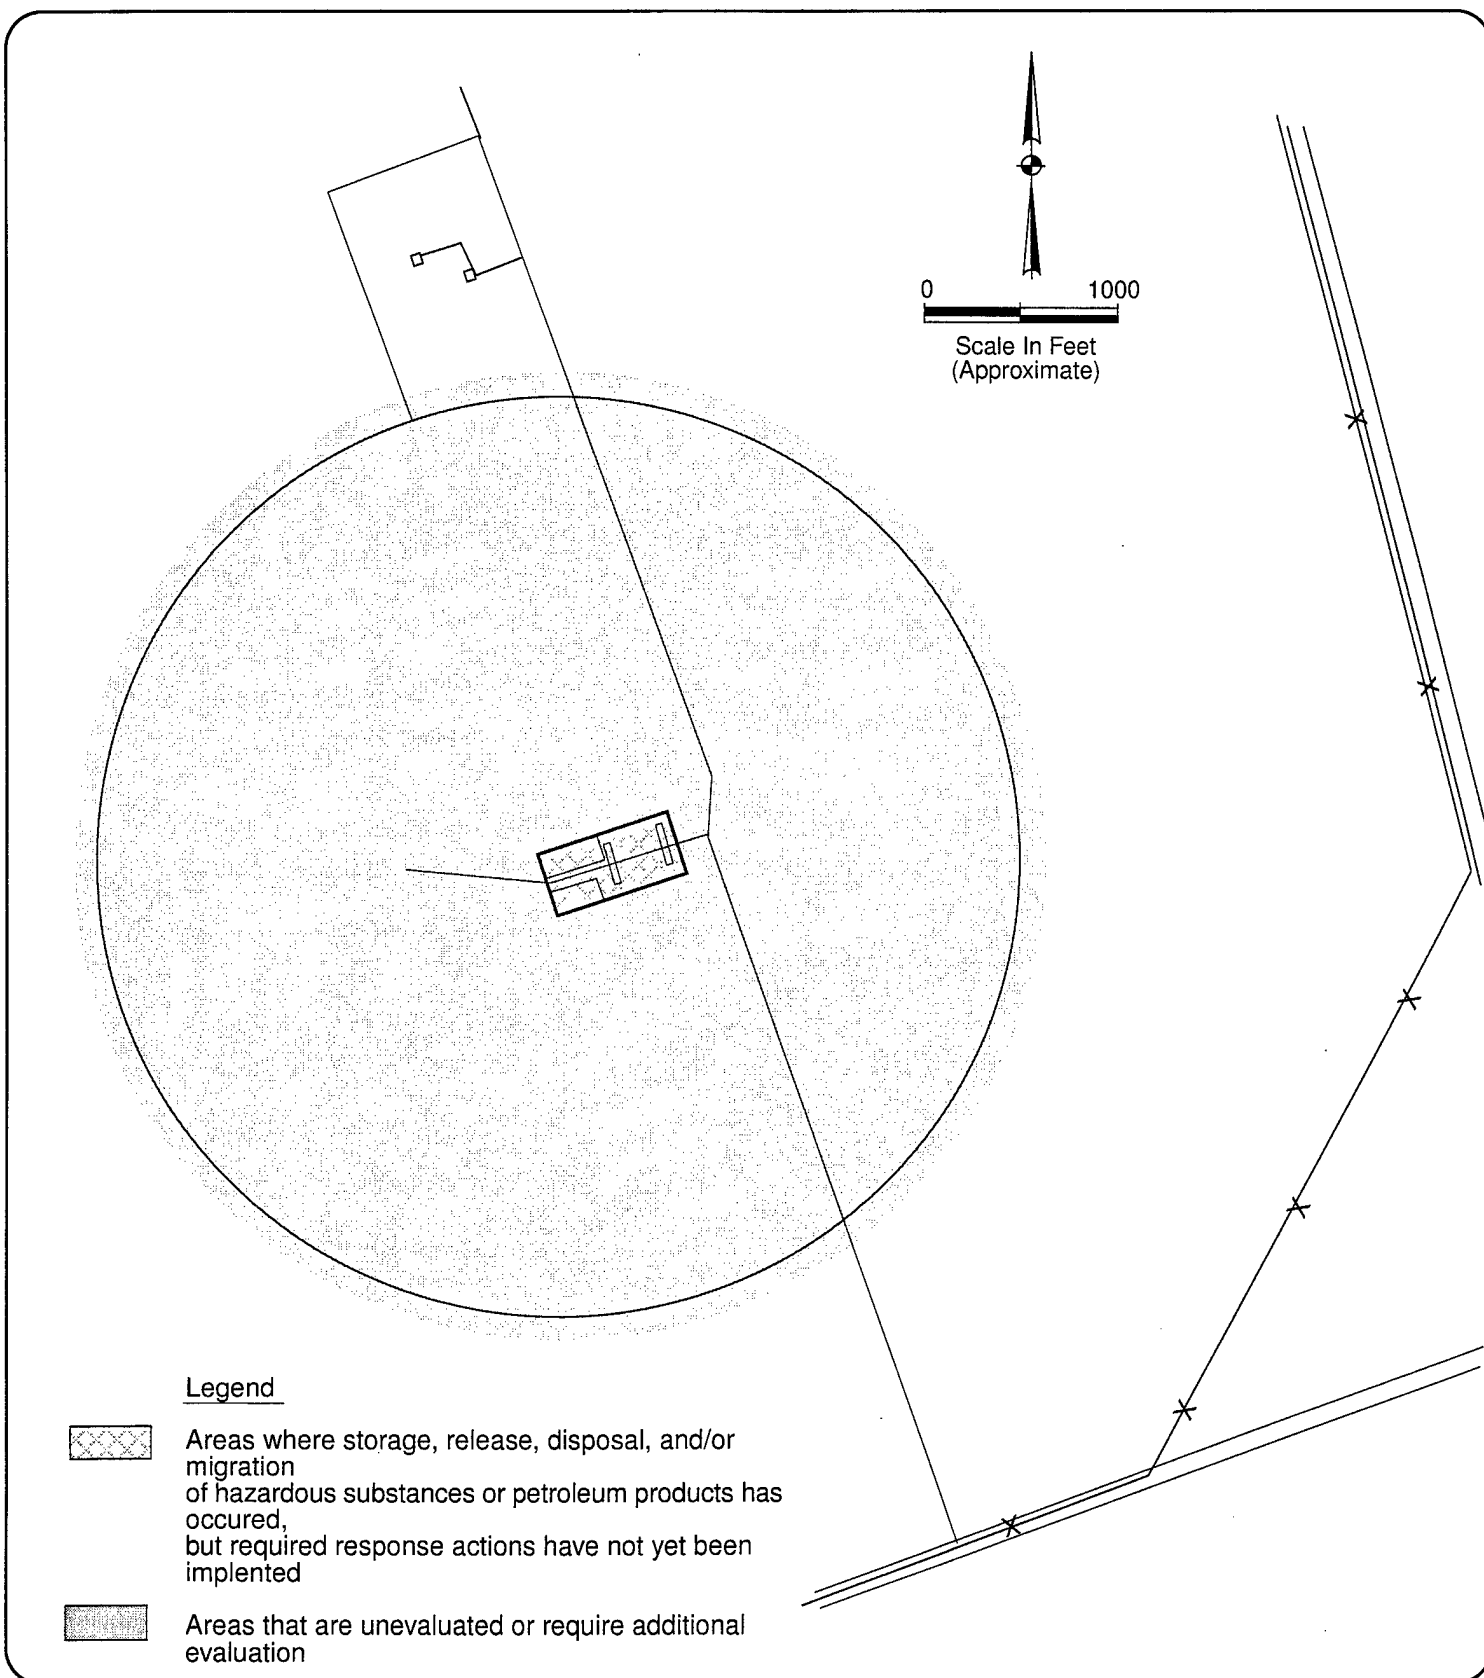 0 1000
Scale In Feet
(Approximate)
Legend
Areas where storage, release, disposal, and/or
migration
of hazardous substances or petroleum products has
occured,
but required response actions have not yet been
implented
Areas that are unevaluated or require additional
evaluation